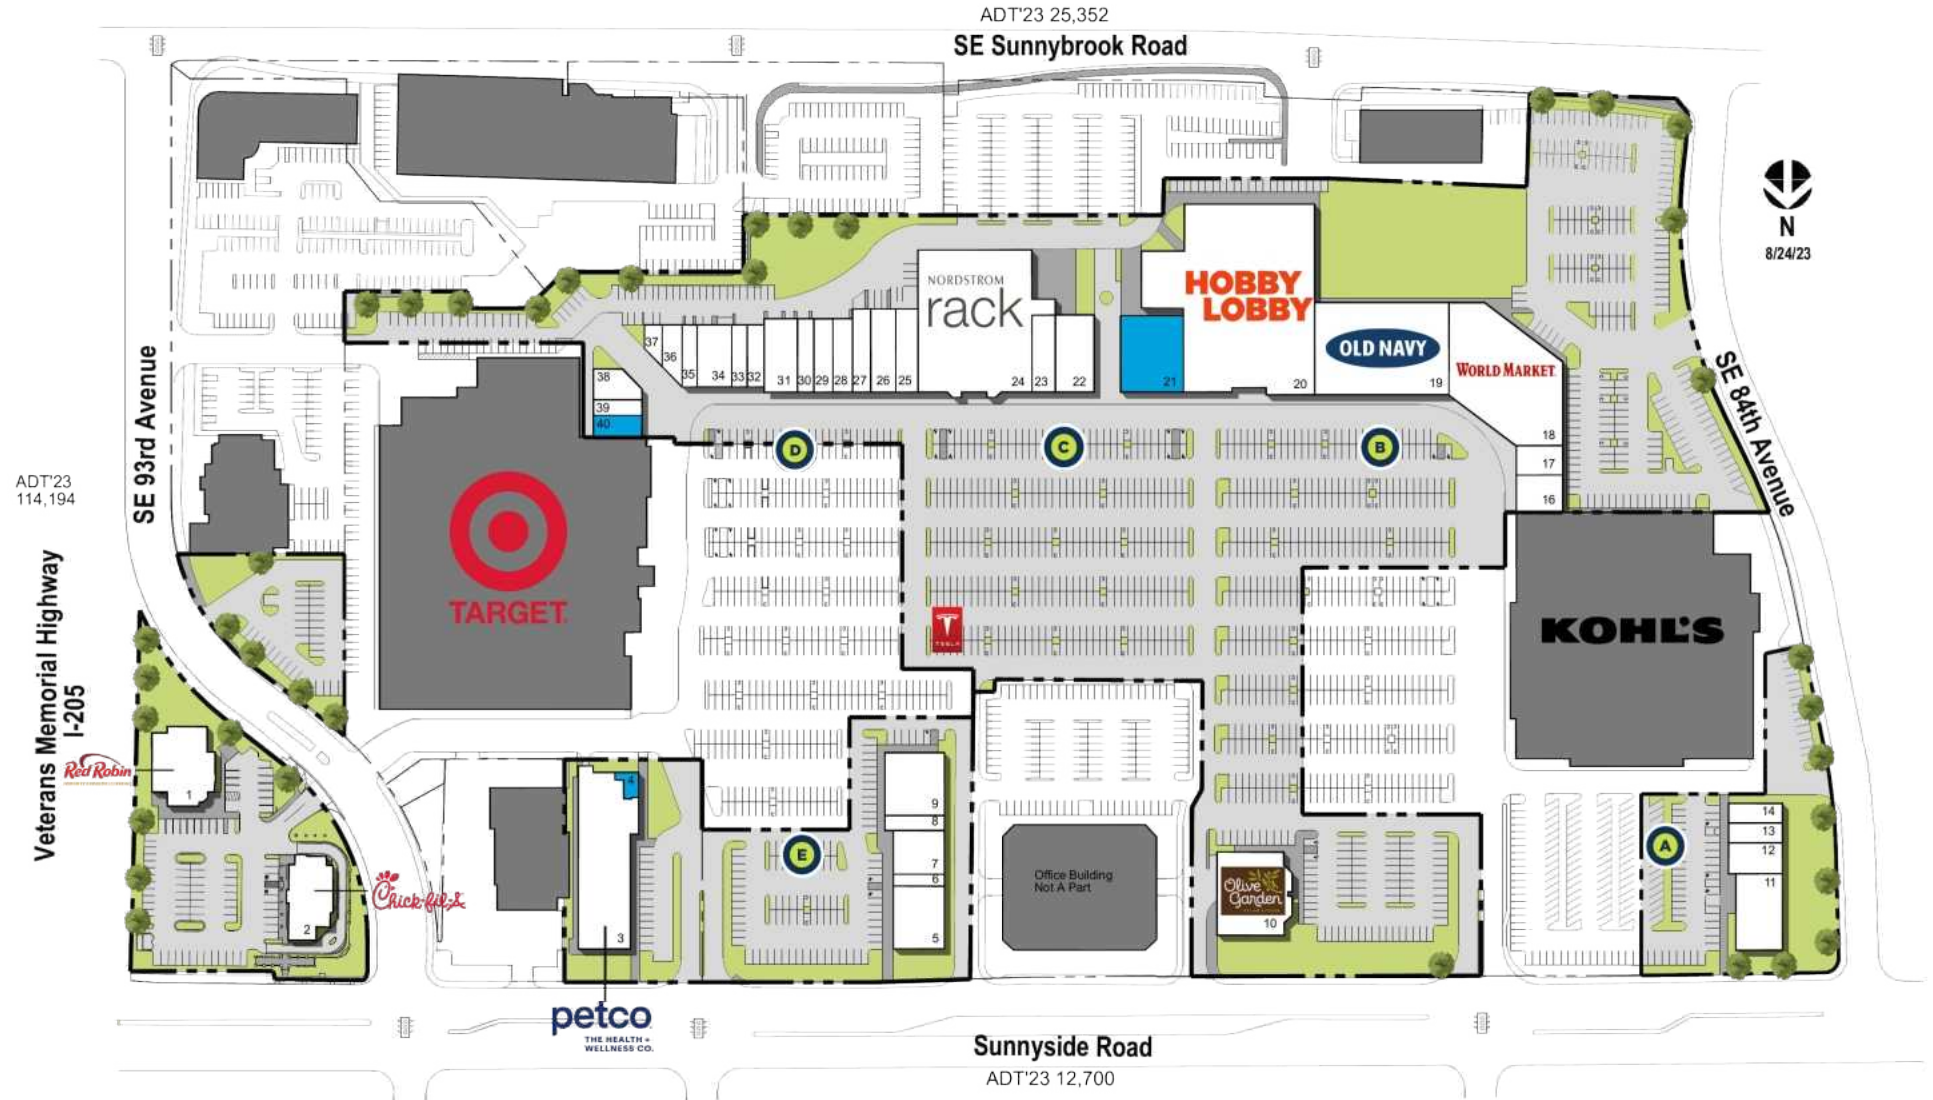 ADT'23 25,352
SE Sunnybrook Road
N
8/24/23
NORDSTROM
rack
HOBBY
LOBBY
OLD NAVY
WORLD MARKET
37
36
35
34
33
32
31
30
29
28
27
26
25
24
23
22
21
20
19
18
17
16
38
39
40
SE 93rd Avenue
SE 84th Avenue
ADT'23
114,194
Veterans Memorial Highway
I-205
D
C
B
TARGET
TESLA
KOHL'S
Red Robin
1
Chick-fil-A
2
4
3
E
9
8
7
6
5
Office Building
Not A Part
Olive
Garden
10
A
14
13
12
11
petco
THE HEALTH +
WELLNESS CO.
Sunnyside Road
ADT'23 12,700